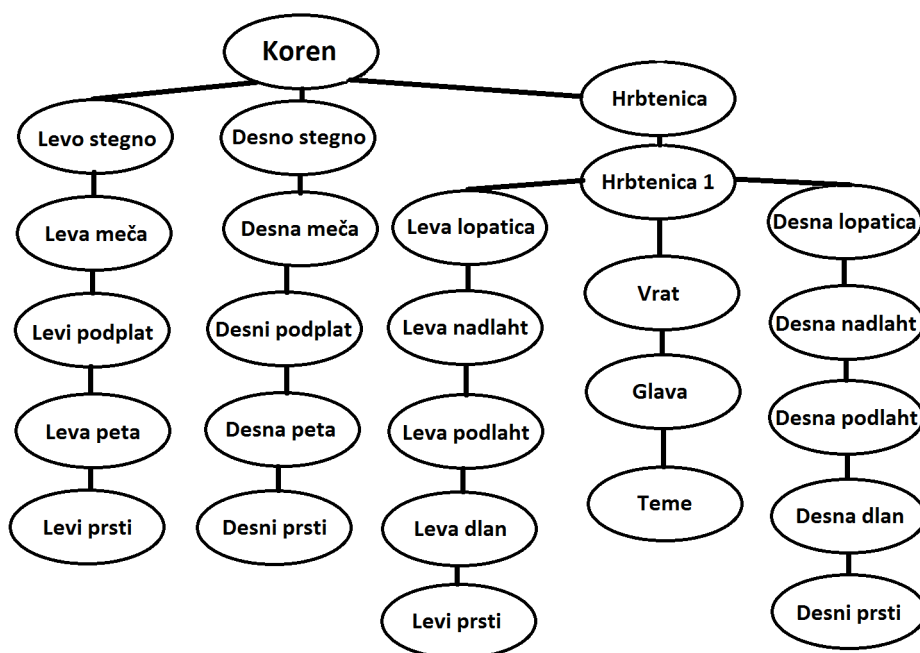 Koren
Hrbtenica
Levo stegno
Desno stegno
Hrbtenica 1
Leva meča
Desna meča
Leva lopatica
Desna lopatica
Vrat
Levi podplat
Desni podplat
Leva nadlaht
Desna nadlaht
Glava
Leva peta
Desna peta
Leva podlaht
Desna podlaht
Teme
Levi prsti
Desni prsti
Leva dlan
Desna dlan
Levi prsti
Desni prsti